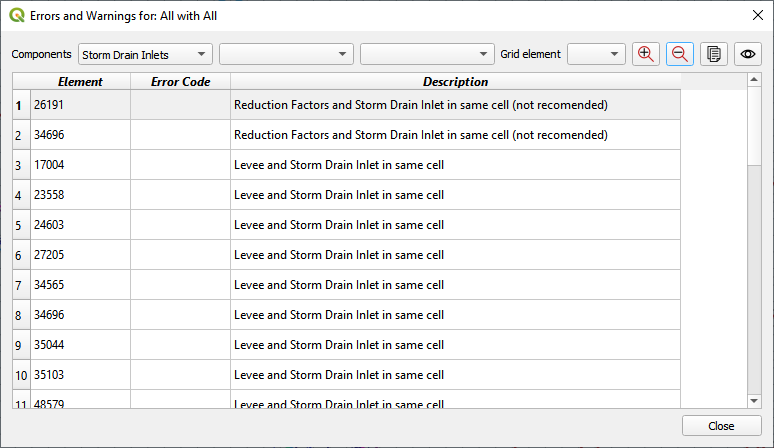 Errors and Warnings for: All with All
Components Storm Drain Inlets Grid element
Element Error Code Description
1 26191 Reduction Factors and Storm Drain Inlet in same cell (not recomended)
2 34696 Reduction Factors and Storm Drain Inlet in same cell (not recomended)
3 17004 Levee and Storm Drain Inlet in same cell
4 23558 Levee and Storm Drain Inlet in same cell
5 24603 Levee and Storm Drain Inlet in same cell
6 27205 Levee and Storm Drain Inlet in same cell
7 34565 Levee and Storm Drain Inlet in same cell
8 34696 Levee and Storm Drain Inlet in same cell
9 35044 Levee and Storm Drain Inlet in same cell
10 35103 Levee and Storm Drain Inlet in same cell
11 48579 Levee and Storm Drain Inlet in same cell
Close